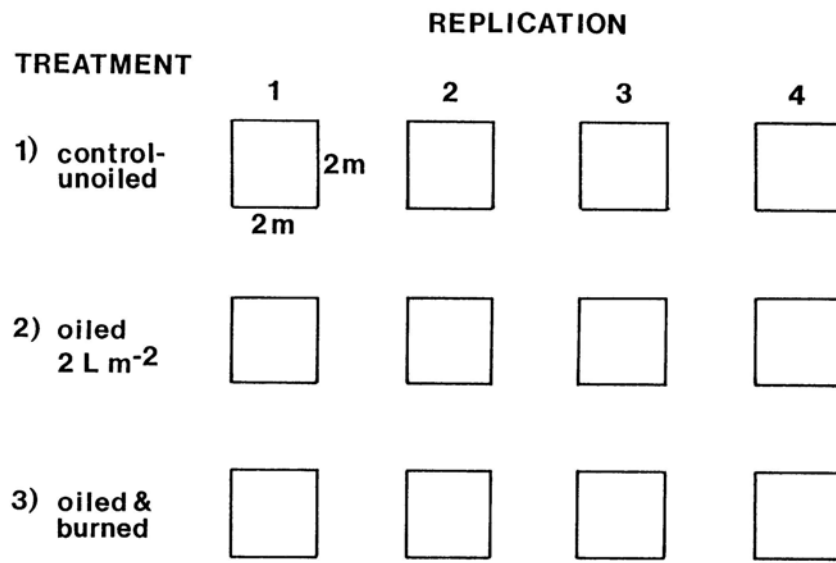 REPLICATION
TREATMENT
1 2 3 4
1) control-
unoiled
2m
2m
2) oiled
2 L m-2
3) oiled &
burned